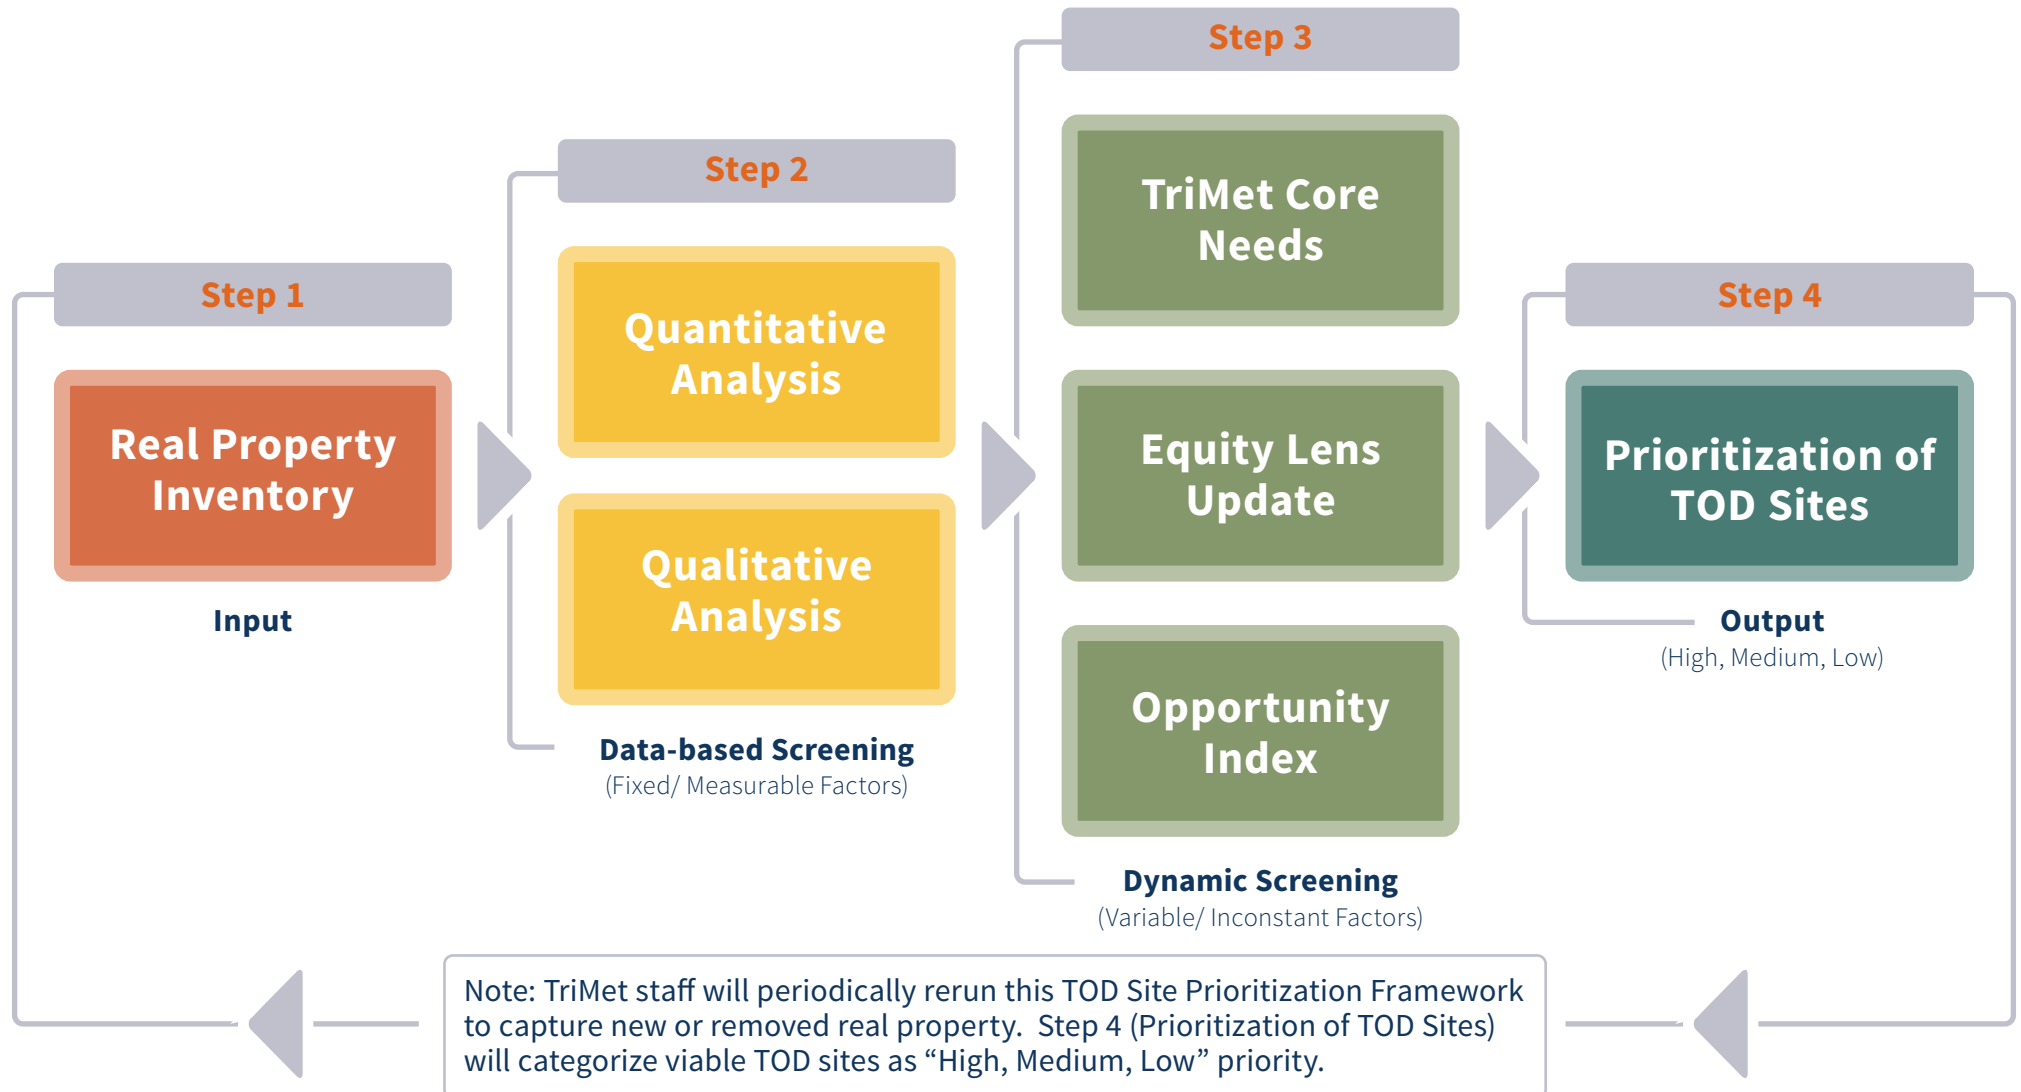 Step 1
Real Property
Inventory
Input
Step 2
Quantitative
Analysis
Qualitative
Analysis
Data-based Screening
(Fixed/ Measurable Factors)
Step 3
TriMet Core
Needs
Equity Lens
Update
Opportunity
Index
Dynamic Screening
(Variable/ Inconstant Factors)
Step 4
Prioritization of
TOD Sites
Output
(High, Medium, Low)
Note: TriMet staff will periodically rerun this TOD Site Prioritization Framework
to capture new or removed real property.  Step 4 (Prioritization of TOD Sites)
will categorize viable TOD sites as “High, Medium, Low” priority.